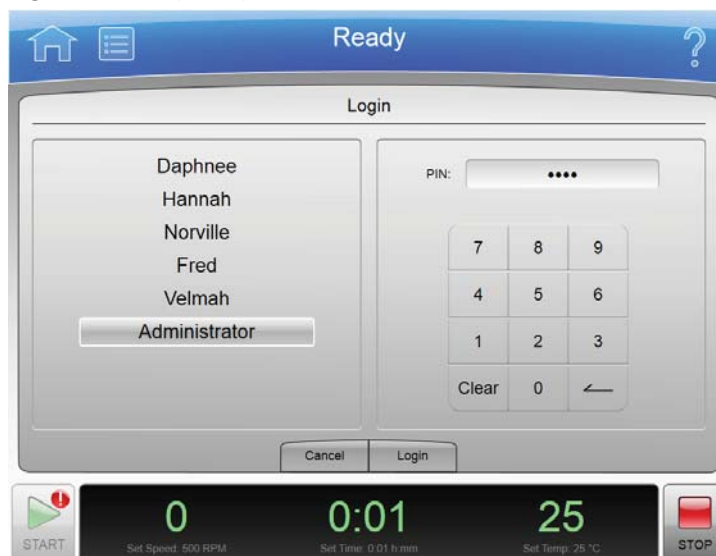 Ready
Login
Daphnee
Hannah
Norville
Fred
Velmah
Administrator
PIN: ••••
7 8 9
4 5 6
1 2 3
Clear 0
Cancel Login
START
0
Set Speed: 500 RPM
0:01
Set Time: 0:01 h:mm
25
Set Temp: 25 °C
STOP